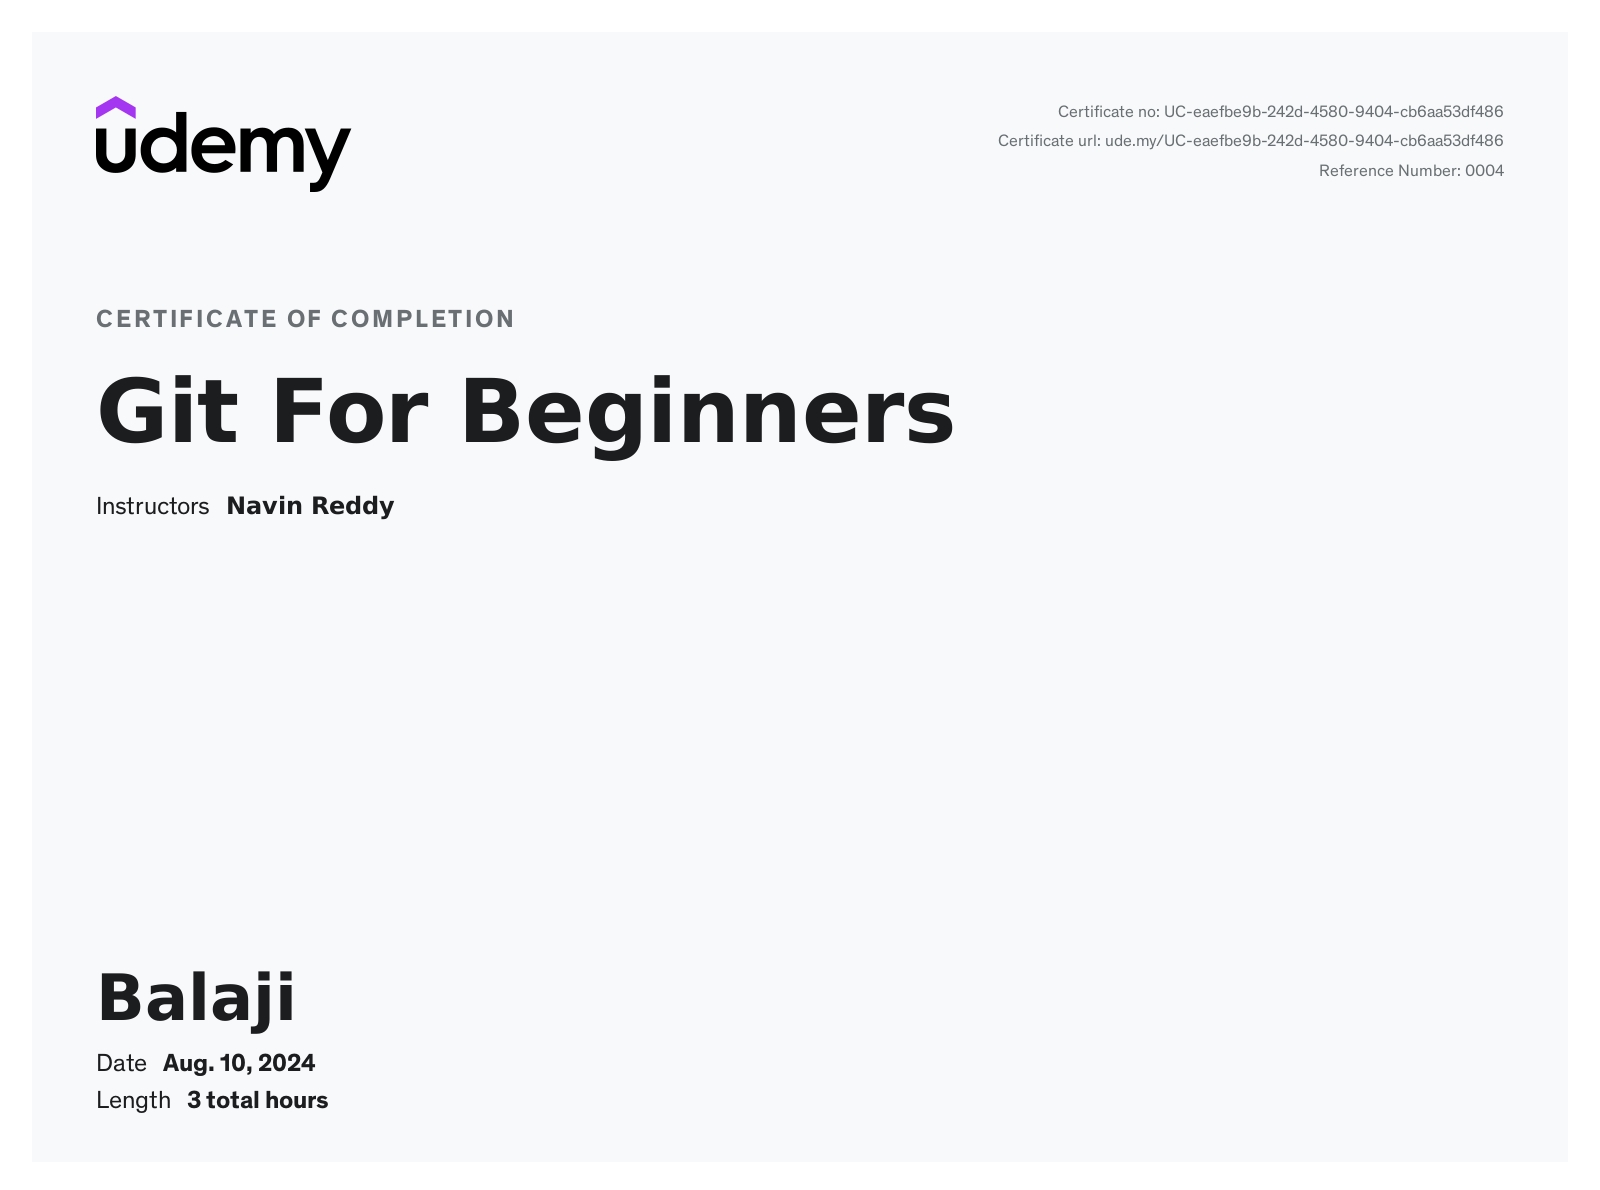 udemy
Certificate no: UC-eaefbe9b-242d-4580-9404-cb6aa53df486
Certificate url: ude.my/UC-eaefbe9b-242d-4580-9404-cb6aa53df486
Reference Number: 0004
CERTIFICATE OF COMPLETION
Git For Beginners
Instructors Navin Reddy
Balaji
Date Aug. 10, 2024
Length 3 total hours